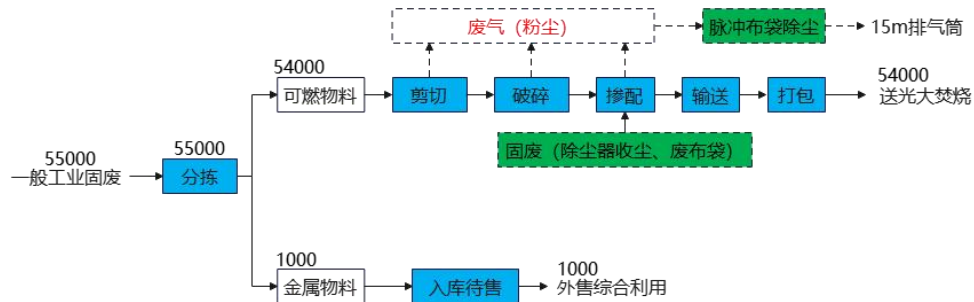 废气（粉尘）
脉冲布袋除尘
15m排气筒
54000
可燃物料
剪切
破碎
掺配
输送
打包
54000
送光大焚烧
固废（除尘器收尘、废布袋）
55000
一般工业固废
55000
分拣
1000
金属物料
入库待售
1000
外售综合利用